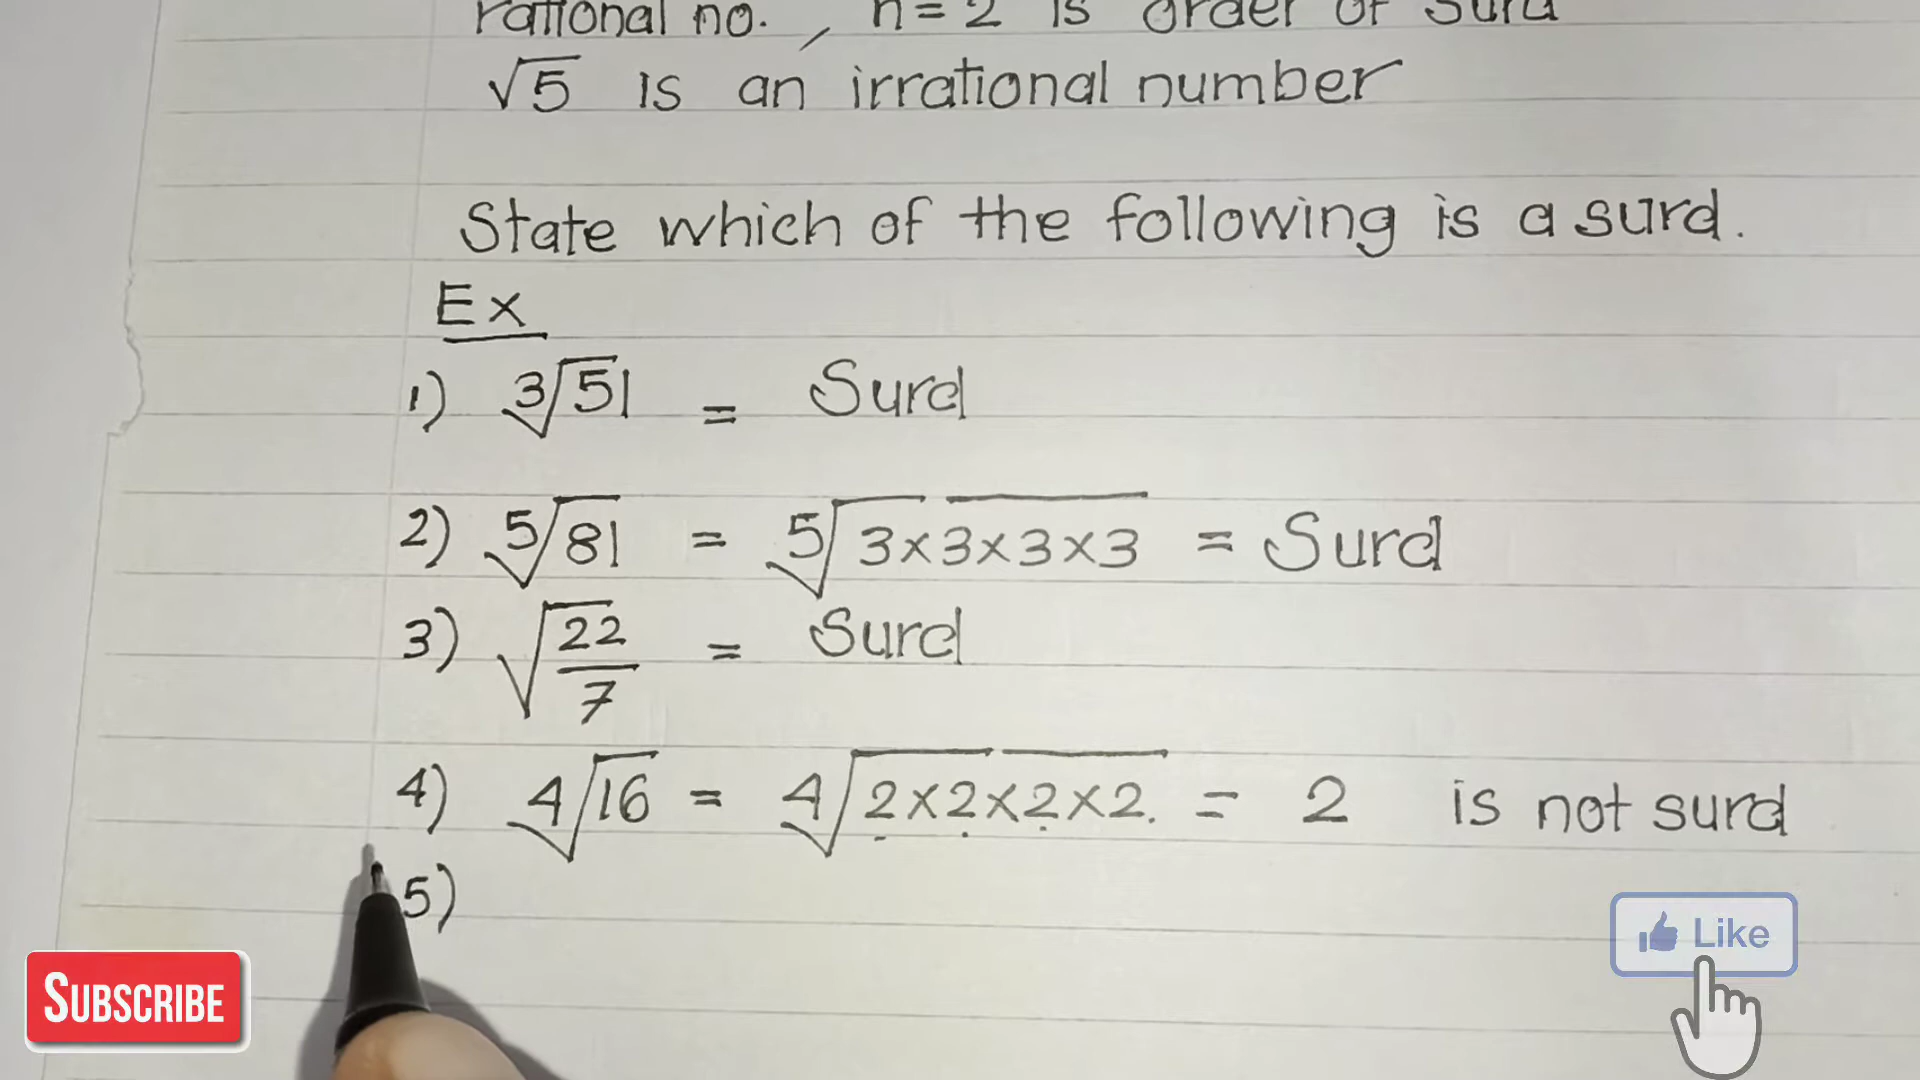 rational no. , n = 2 is order of surd
√5 is an irrational number
State which of the following is a surd.
Ex
1) ∛51 = Surd
2) ⁵√81 = ⁵√3×3×3×3 = Surd
3) √22/7 = Surd
4) ⁴√16 = ⁴√2×2×2×2. = 2 is not surd
5)
Like
SUBSCRIBE